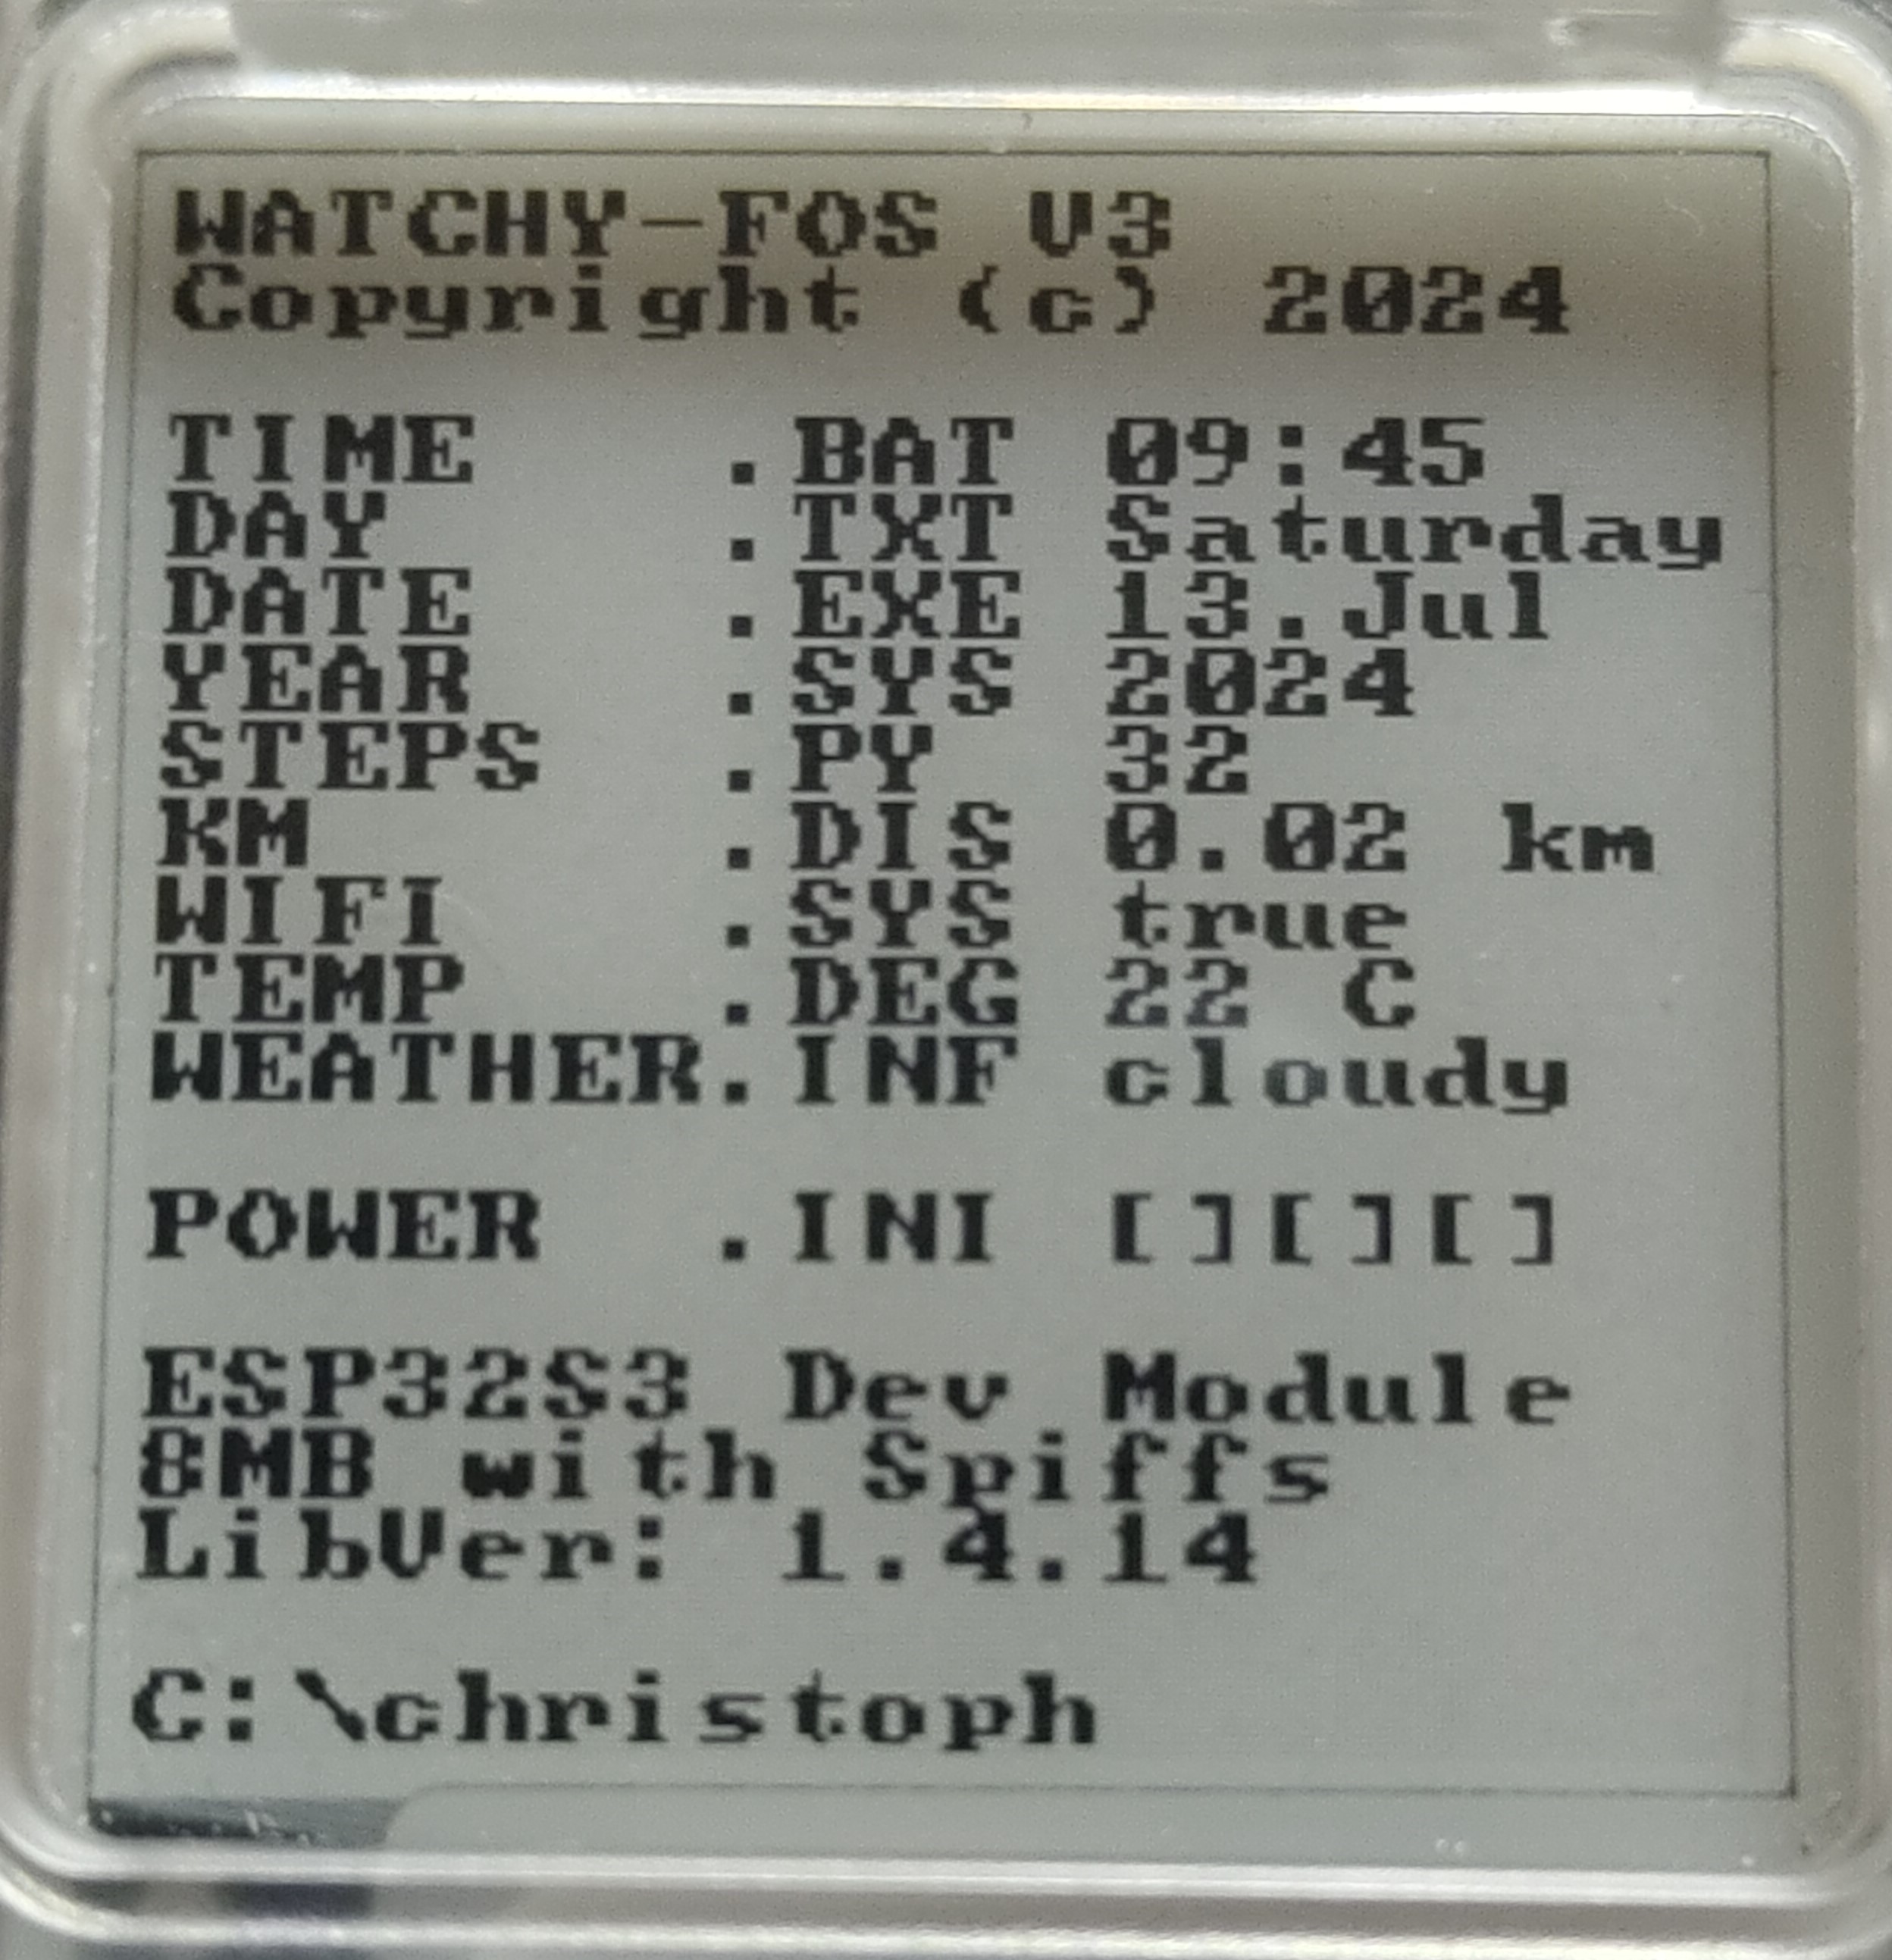 WATCHY-FOS V3
Copyright (c) 2024
TIME   .BAT 09:45
DAY    .TXT Saturday
DATE   .EXE 13.Jul
YEAR   .SYS 2024
STEPS  .PY  32
KM     .DIS 0.02 km
WIFI   .SYS true
TEMP   .DEG 22 C
WEATHER.INF cloudy
POWER  .INI [][][]
ESP32S3 Dev Module
8MB with Spiffs
LibVer: 1.4.14
C:\christoph